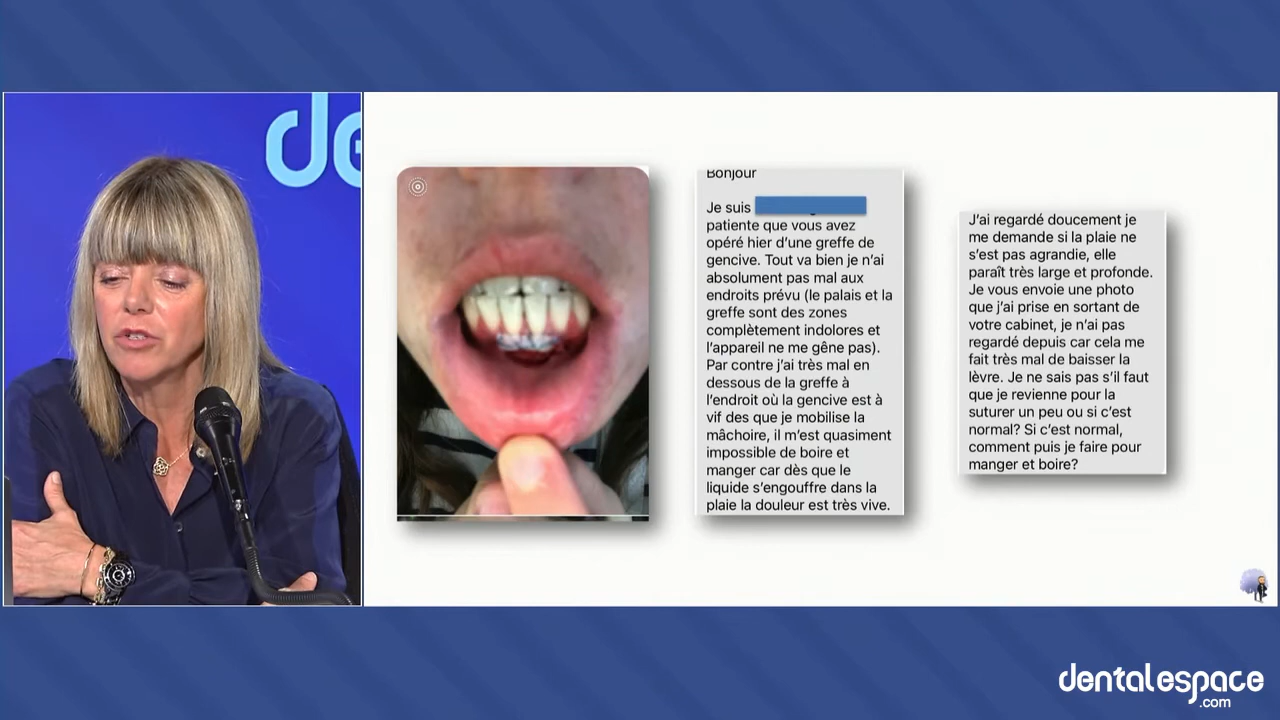 de
Bonjour
Je suis
patiente que vous avez
opéré hier d'une greffe de
gencive. Tout va bien je n'ai
absolument pas mal aux
endroits prévu (le palais et la
greffe sont des zones
complètement indolores et
l'appareil ne me gêne pas).
Par contre j'ai très mal en
dessous de la greffe à
l'endroit où la gencive est à
vif des que je mobilise la
mâchoire, il m'est quasiment
impossible de boire et
manger car dès que le
liquide s'engouffre dans la
plaie la douleur est très vive.
J'ai regardé doucement je
me demande si la plaie ne
s'est pas agrandie, elle
paraît très large et profonde.
Je vous envoie une photo
que j'ai prise en sortant de
votre cabinet, je n'ai pas
regardé depuis car cela me
fait très mal de baisser la
lèvre. Je ne sais pas s'il faut
que je revienne pour la
suturer un peu ou si c'est
normal? Si c'est normal,
comment puis je faire pour
manger et boire?
dentalespace
.com